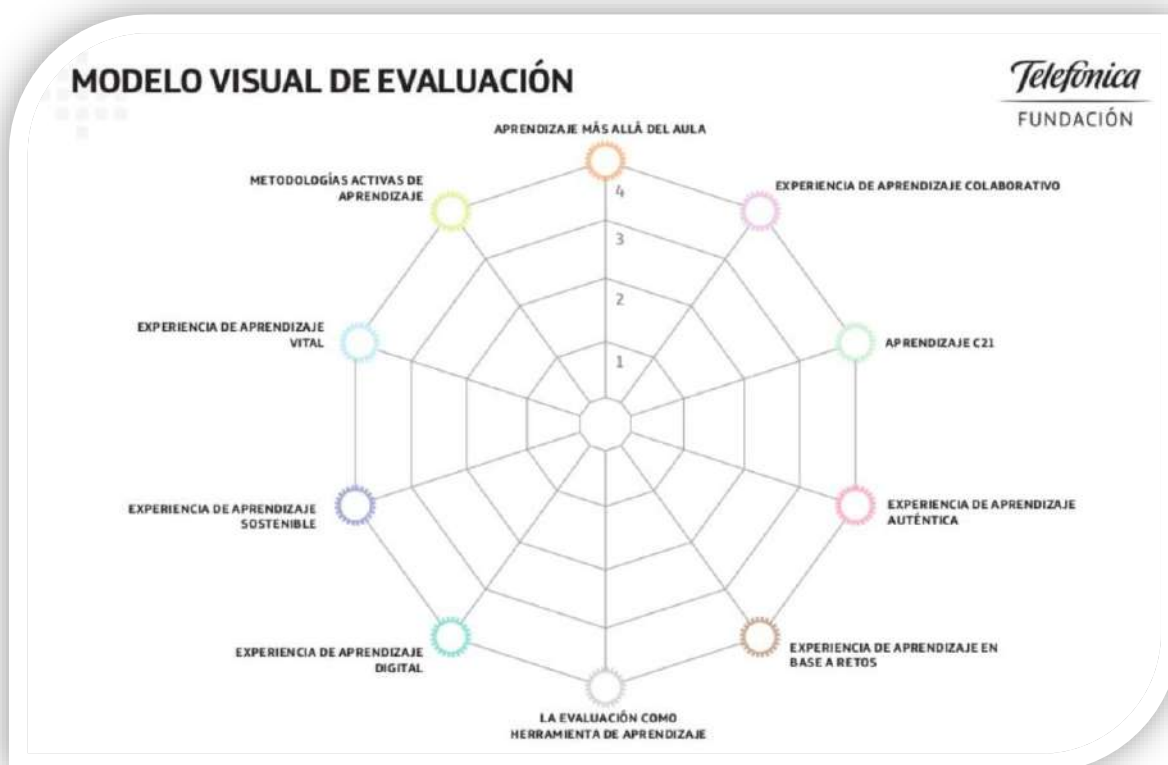 MODELO VISUAL DE EVALUACIÓN
Telefónica
FUNDACIÓN
APRENDIZAJE MÁS ALLÁ DEL AULA
METODOLOGÍAS ACTIVAS DE
APRENDIZAJE
EXPERIENCIA DE APRENDIZAJE COLABORATIVO
4
3
2
1
EXPERIENCIA DE APRENDIZAJE
VITAL
APRENDIZAJE C21
EXPERIENCIA DE APRENDIZAJE
SOSTENIBLE
EXPERIENCIA DE APRENDIZAJE
AUTÉNTICA
EXPERIENCIA DE APRENDIZAJE
DIGITAL
EXPERIENCIA DE APRENDIZAJE EN
BASE A RETOS
LA EVALUACIÓN COMO
HERRAMIENTA DE APRENDIZAJE